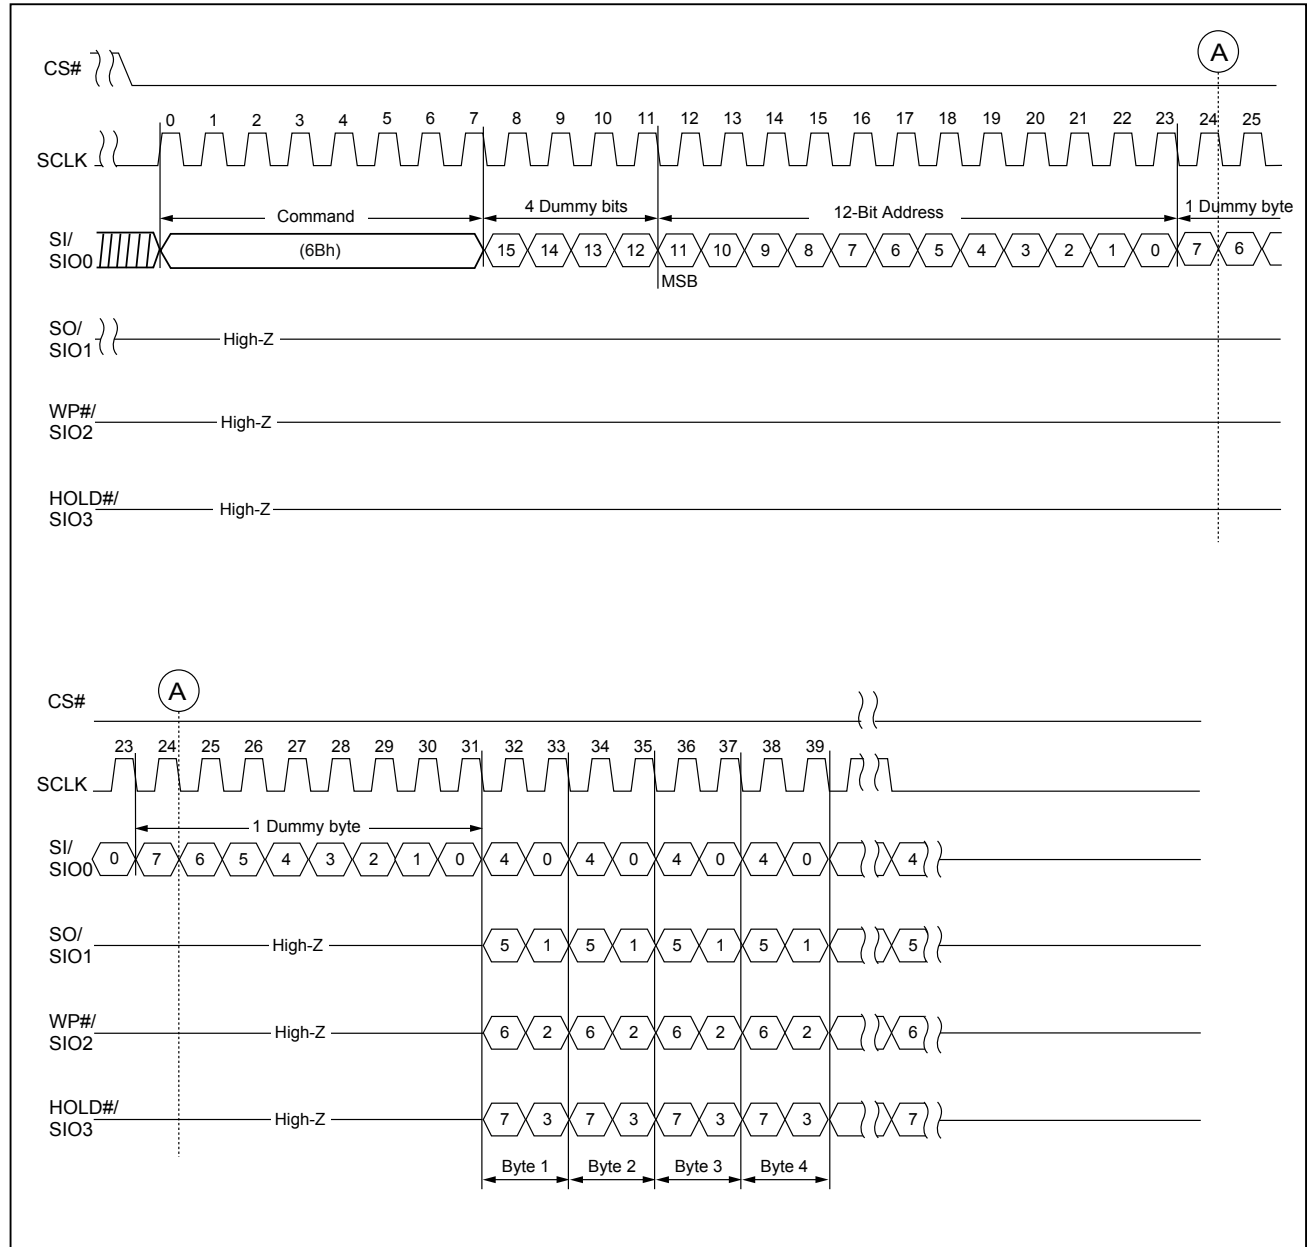 A
CS#
0 1 2 3 4 5 6 7 8 9 10 11 12 13 14 15 16 17 18 19 20 21 22 23 24 25
SCLK
Command 4 Dummy bits 12-Bit Address 1 Dummy byte
SI/
SIO0
(6Bh) 15 14 13 12 11 10 9 8 7 6 5 4 3 2 1 0 7 6
MSB
SO/
SIO1
High-Z
WP#/
SIO2
High-Z
HOLD#/
SIO3
High-Z
A
CS#
23 24 25 26 27 28 29 30 31 32 33 34 35 36 37 38 39
SCLK
1 Dummy byte
SI/
SIO0
0 7 6 5 4 3 2 1 0 4 0 4 0 4 0 4 0 4
SO/
SIO1
High-Z 5 1 5 1 5 1 5 1 5
WP#/
SIO2
High-Z 6 2 6 2 6 2 6 2 6
HOLD#/
SIO3
High-Z 7 3 7 3 7 3 7 3 7
Byte 1 Byte 2 Byte 3 Byte 4